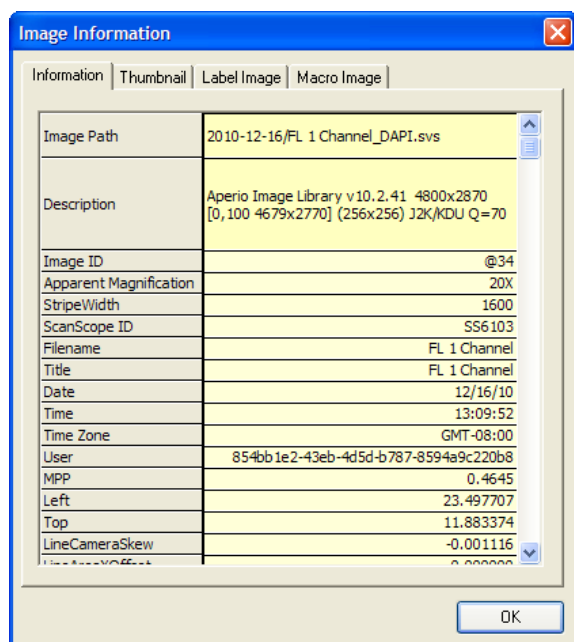 Image Information
Information Thumbnail Label Image Macro Image
Image Path 2010-12-16/FL 1 Channel_DAPI.svs
Description Aperio Image Library v10.2.41 4800x2870
[0,100 4679x2770] (256x256) J2K/KDU Q=70
Image ID @34
Apparent Magnification 20X
StripeWidth 1600
ScanScope ID SS6103
Filename FL 1 Channel
Title FL 1 Channel
Date 12/16/10
Time 13:09:52
Time Zone GMT-08:00
User 854bb1e2-43eb-4d5d-b787-8594a9c220b8
MPP 0.4645
Left 23.497707
Top 11.883374
LineCameraSkew -0.001116
LineAreaXOffset 0.000000
OK